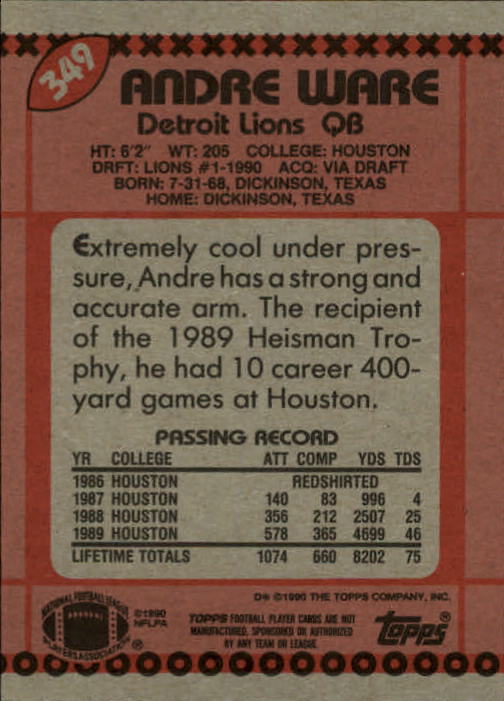 349
ANDRE WARE
Detroit Lions QB
HT: 6'2" WT: 205 COLLEGE: HOUSTON
DRFT: LIONS #1-1990 ACQ: VIA DRAFT
BORN: 7-31-68, DICKINSON, TEXAS
HOME: DICKINSON, TEXAS
Extremely cool under pres-
sure, Andre has a strong and
accurate arm. The recipient
of the 1989 Heisman Tro-
phy, he had 10 career 400-
yard games at Houston.
PASSING RECORD
YR COLLEGE ATT COMP YDS TDS
1986 HOUSTON REDSHIRTED
1987 HOUSTON 140 83 996 4
1988 HOUSTON 356 212 2507 25
1989 HOUSTON 578 365 4699 46
LIFETIME TOTALS 1074 660 8202 75
D* © 1990 THE TOPPS COMPANY, INC.
NATIONAL FOOTBALL LEAGUE
PLAYERS ASSOCIATION ®
©1990
NFLPA
TOPPS FOOTBALL PLAYER CARDS ARE NOT
MANUFACTURED, SPONSORED OR AUTHORIZED
BY ANY TEAM OR LEAGUE.
Topps®